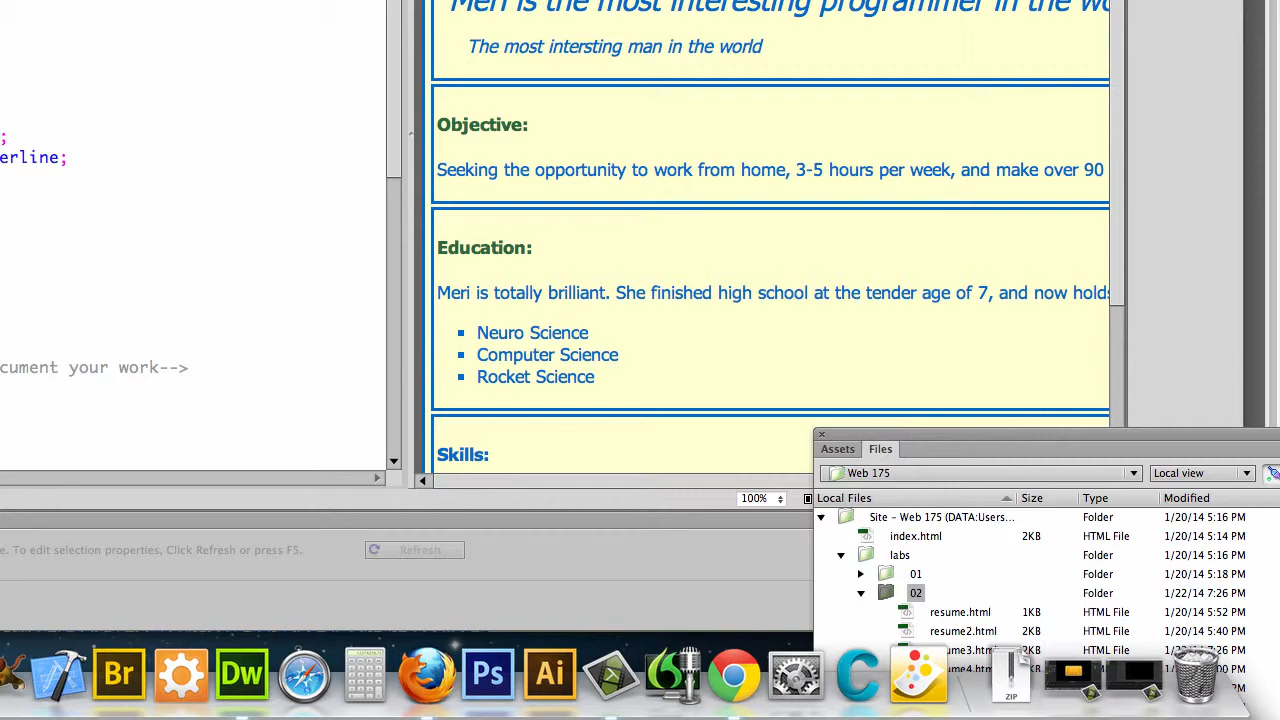 Meri is the most interesting programmer in the wo
The most intersting man in the world
;
erline;
Objective:
Seeking the opportunity to work from home, 3-5 hours per week, and make over 90
Education:
Meri is totally brilliant. She finished high school at the tender age of 7, and now holds
Neuro Science
Computer Science
Rocket Science
cument your work-->
Skills:
Assets Files
Web 175 Local view
100%
Local Files Size Type Modified
Site - Web 175 (DATA:Users... Folder 1/20/14 5:16 PM
index.html 2KB HTML File 1/20/14 5:14 PM
e. To edit selection properties, Click Refresh or press F5. Refresh
labs Folder 1/20/14 5:16 PM
01 Folder 1/20/14 5:18 PM
02 Folder 1/22/14 7:26 PM
resume.html 1KB HTML File 1/20/14 5:52 PM
resume2.html 2KB HTML File 1/20/14 5:40 PM
Br Dw Ps Ai C ZIP